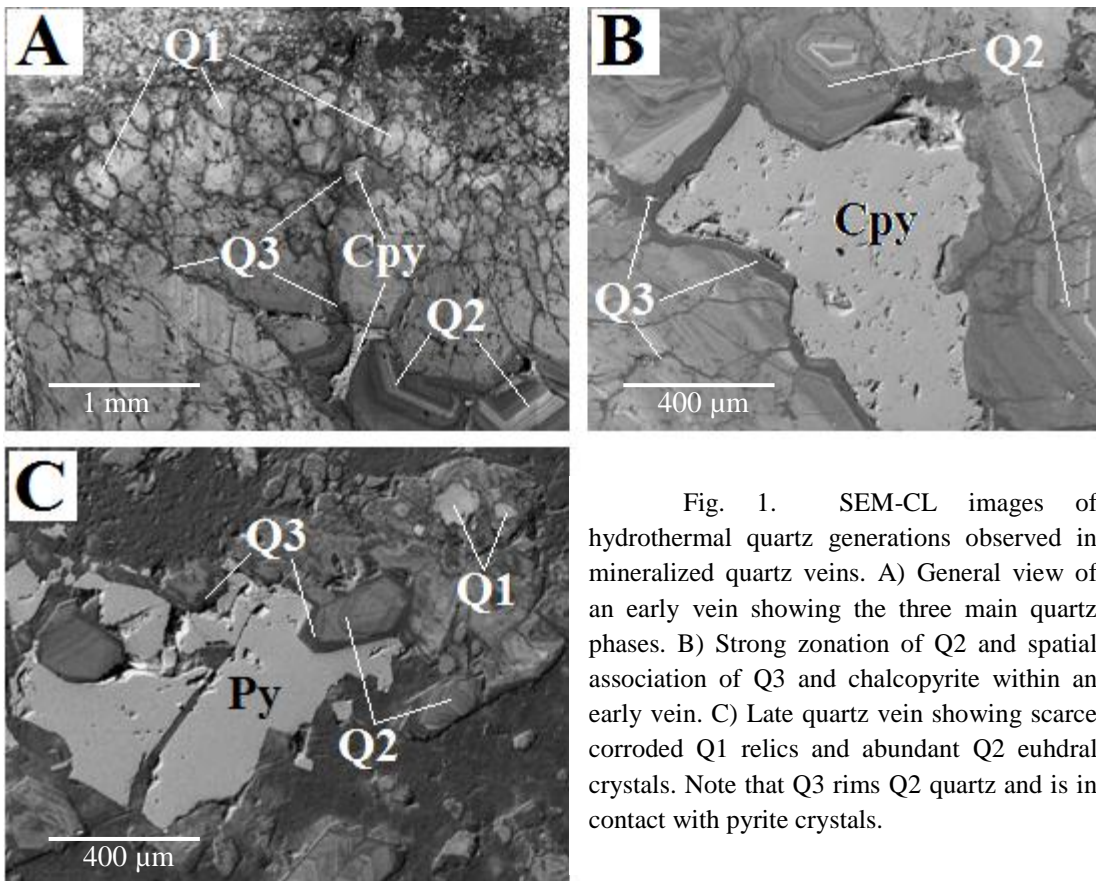 A
Q1
Q3
Cpy
Q2
1 mm
B
Q2
Cpy
Q3
400 µm
C
Q3
Q1
Py
Q2
400 µm
Fig. 1. SEM-CL images of
hydrothermal quartz generations observed in
mineralized quartz veins. A) General view of
an early vein showing the three main quartz
phases. B) Strong zonation of Q2 and spatial
association of Q3 and chalcopyrite within an
early vein. C) Late quartz vein showing scarce
corroded Q1 relics and abundant Q2 euhdral
crystals. Note that Q3 rims Q2 quartz and is in
contact with pyrite crystals.